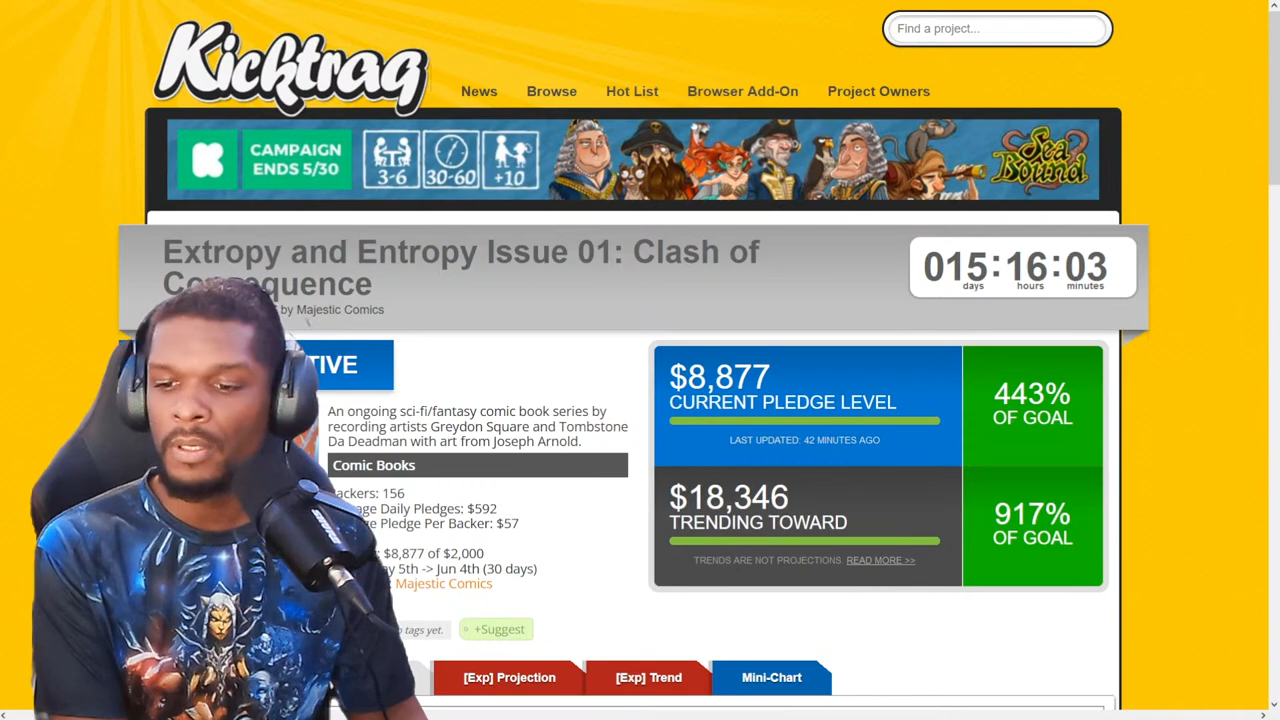 Kicktraq
Find a project...
News Browse Hot List Browser Add-On Project Owners
K CAMPAIGN ENDS 5/30 3-6 30-60 +10 Sea Bound
Extropy and Entropy Issue 01: Clash of
by Majestic Comics
015:16:03
days hours minutes
An ongoing sci-fi/fantasy comic book series by
recording artists Greydon Square and Tombstone
Da Deadman with art from Joseph Arnold.
Comic Books
156
Daily Pledges: $592
Pledge Per Backer: $57
$8,877 of $2,000
5th -> Jun 4th (30 days)
Majestic Comics
tags yet. +Suggest
$8,877
CURRENT PLEDGE LEVEL
LAST UPDATED: 42 MINUTES AGO
443%
OF GOAL
$18,346
TRENDING TOWARD
TRENDS ARE NOT PROJECTIONS. READ MORE >>
917%
OF GOAL
[Exp] Projection [Exp] Trend Mini-Chart